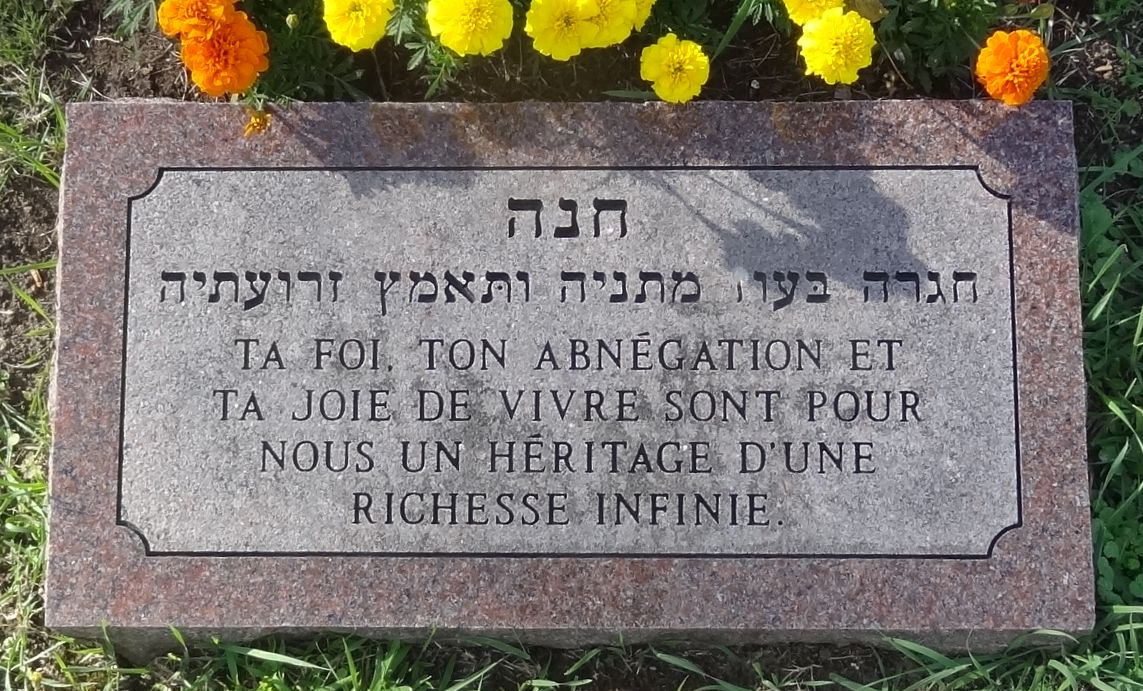 חנה
חגרה בעוז מתניה ותאמץ זרועתיה
TA FOI, TON ABNÉGATION ET
TA JOIE DE VIVRE SONT POUR
NOUS UN HÉRITAGE D'UNE
RICHESSE INFINIE.